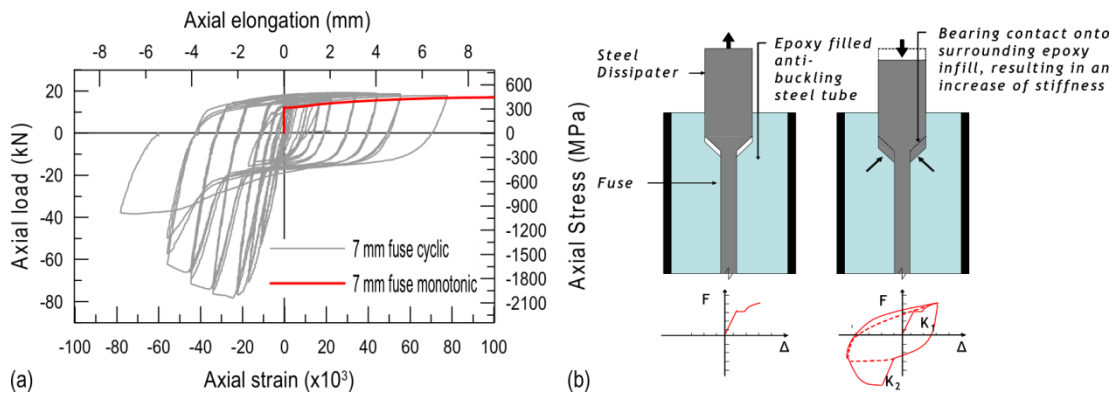 Axial elongation (mm)
-8 -6 -4 -2 0 2 4 6 8
20
0
-20
-40
-60
-80
Axial load (kN)
600
300
0
-300
-600
-900
-1200
-1500
-1800
-2100
Axial Stress (MPa)
7 mm fuse cyclic
7 mm fuse monotonic
-100 -80 -60 -40 -20 0 20 40 60 80 100
Axial strain (x10³)
(a)
Steel
Dissipater
Epoxy filled
anti-
buckling
steel tube
Bearing contact onto
surrounding epoxy
infill, resulting in an
increase of stiffness
Fuse
F
Δ
F
K
Δ
K₂
(b)